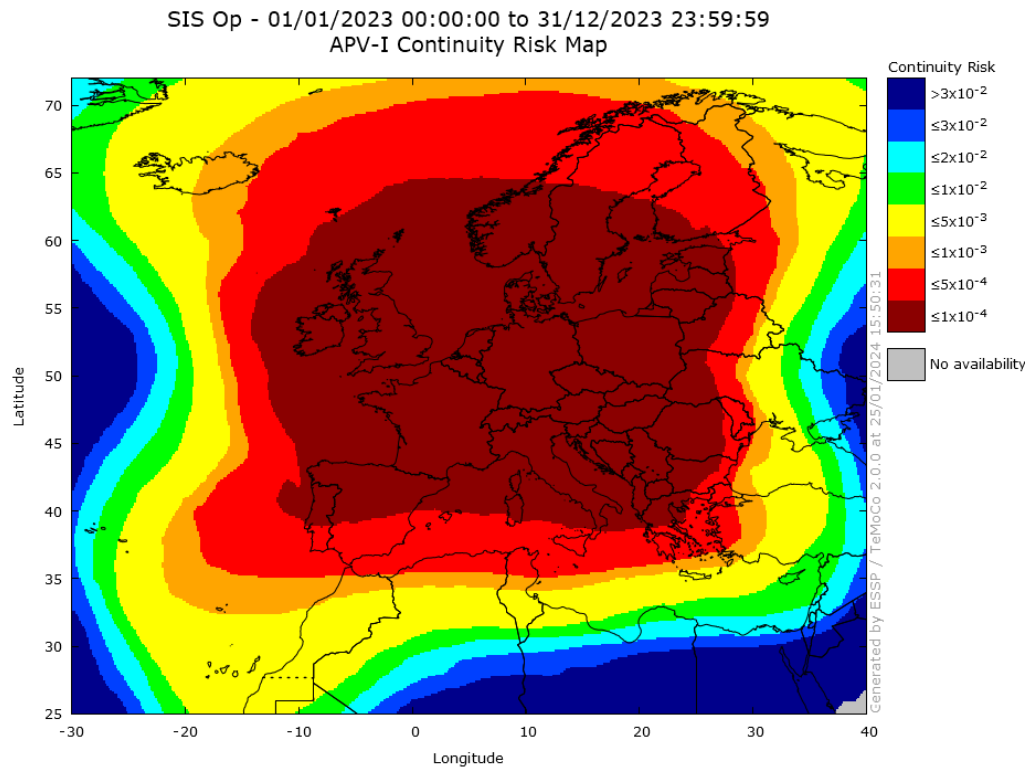 SIS Op - 01/01/2023 00:00:00 to 31/12/2023 23:59:59
APV-I Continuity Risk Map
Continuity Risk
>3x10⁻²
≤3x10⁻²
≤2x10⁻²
≤1x10⁻²
≤5x10⁻³
≤1x10⁻³
≤5x10⁻⁴
≤1x10⁻⁴
No availability
Latitude
70
65
60
55
50
45
40
35
30
25
-30 -20 -10 0 10 20 30 40
Longitude
Generated by ESSP / TeMoCo 2.0.0 at 25/01/2024 15:50:31